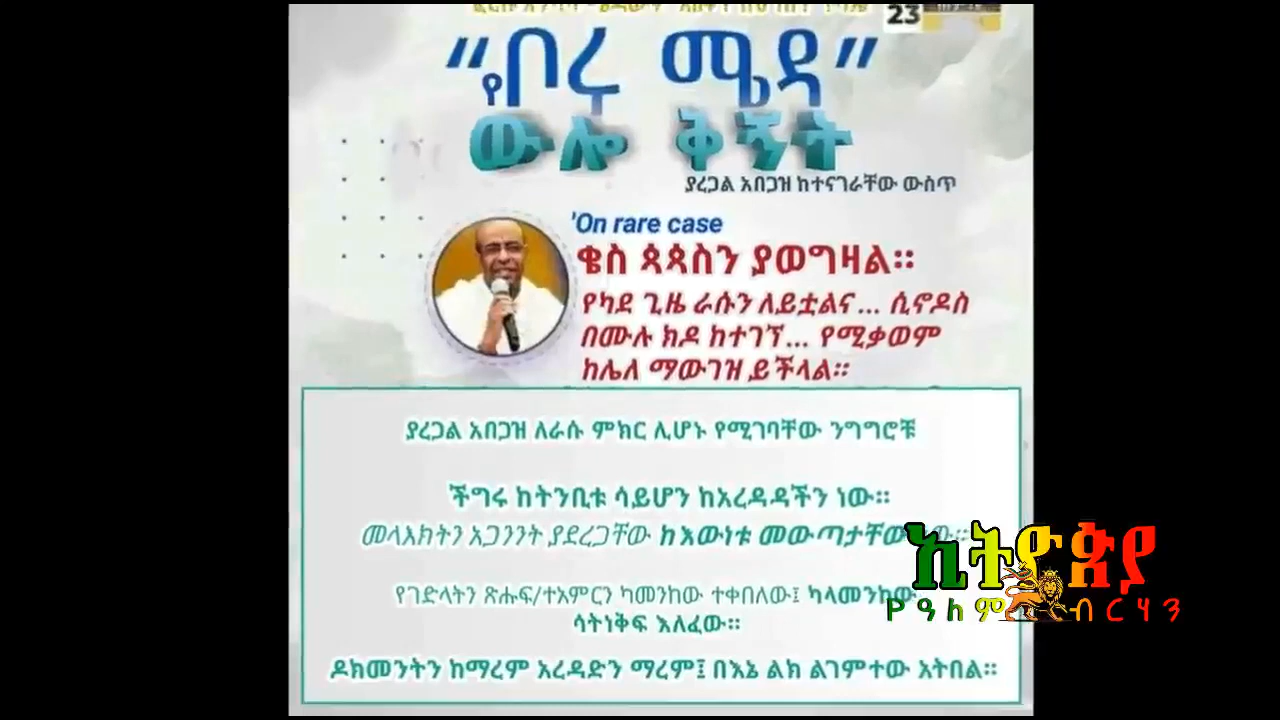 23
“የቦሩ ሜዳ”
ውሎ ቅኝት
ያረጋል አበጋዝ ከተናገራቸው ውስጥ
'On rare case
ቄስ ጳጳስን ያወግዛል።
የካደ ጊዜ ራሱን ለይቷልና... ሲኖዶስ
በሙሉ ክዶ ከተገኘ... የሚቃወም
ከሌለ ማውገዝ ይችላል።
ያረጋል አበጋዝ ለራሱ ምክር ሊሆኑ የሚገባቸው ንግግሮቹ
ችግሩ ከትንቢቱ ሳይሆን ከአረዳዳችን ነው።
መላእክትን አጋንንት ያደረጋቸው ከእውነቱ መውጣታቸው
ኢትዮጵያ
የዓለም ብርሃን
የገድላትን ጽሑፍ/ተአምርን ካመንከው ተቀበለው፤ ካላመንከው
ሳትነቅፍ እለፈው።
ዶክመንትን ከማረም አረዳድን ማረም፤ በእኔ ልክ ልገምተው አትበል።